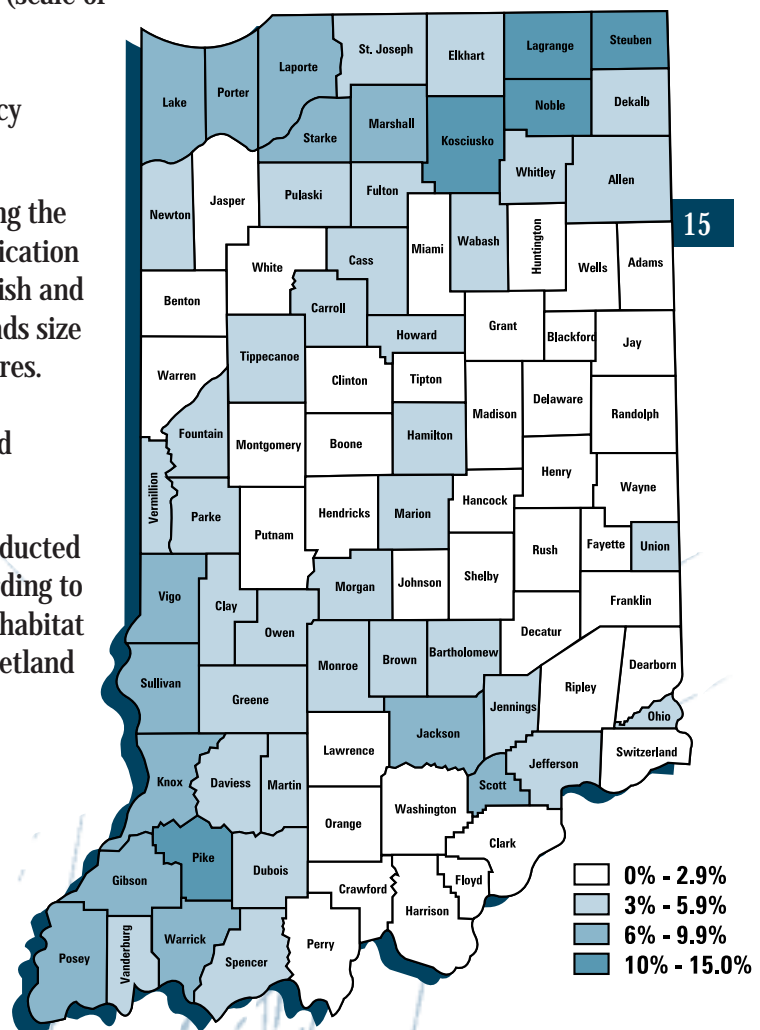 (scale of
cy
ng the
ication
ish and
ds size
res.
d
ducted
ding to
habitat
etland
15
Lake
Porter
Laporte
St. Joseph
Elkhart
Lagrange
Steuben
Noble
Dekalb
Starke
Marshall
Kosciusko
Whitley
Allen
Newton
Jasper
Pulaski
Fulton
Miami
Wabash
Huntington
Wells
Adams
White
Cass
Benton
Carroll
Grant
Blackford
Jay
Howard
Tippecanoe
Warren
Clinton
Tipton
Madison
Delaware
Randolph
Fountain
Montgomery
Boone
Hamilton
Henry
Wayne
Vermillion
Parke
Putnam
Hendricks
Marion
Hancock
Rush
Fayette
Union
Vigo
Clay
Owen
Morgan
Johnson
Shelby
Franklin
Decatur
Sullivan
Greene
Monroe
Brown
Bartholomew
Dearborn
Ripley
Jennings
Ohio
Lawrence
Jackson
Switzerland
Jefferson
Knox
Daviess
Martin
Scott
Washington
Orange
Clark
Pike
Dubois
Gibson
Crawford
Floyd
Harrison
Posey
Vanderburg
Warrick
Spencer
Perry
0% - 2.9%
3% - 5.9%
6% - 9.9%
10% - 15.0%